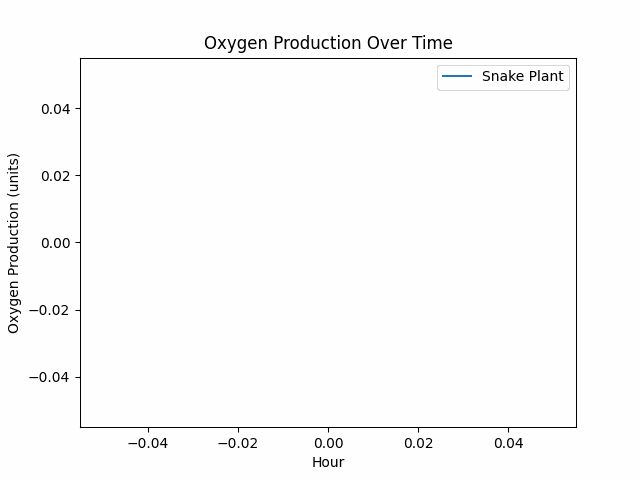 Oxygen Production Over Time
Snake Plant
0.04
0.02
0.00
−0.02
−0.04
Oxygen Production (units)
−0.04 −0.02 0.00 0.02 0.04
Hour